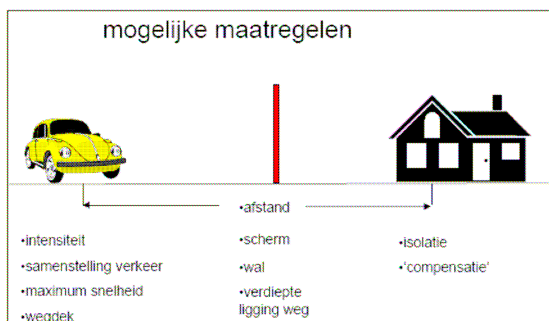 mogelijke maatregelen
•afstand
•intensiteit
•samenstelling verkeer
•maximum snelheid
•wegdek
•scherm
•wal
•verdiepte
ligging weg
•isolatie
•'compensatie'